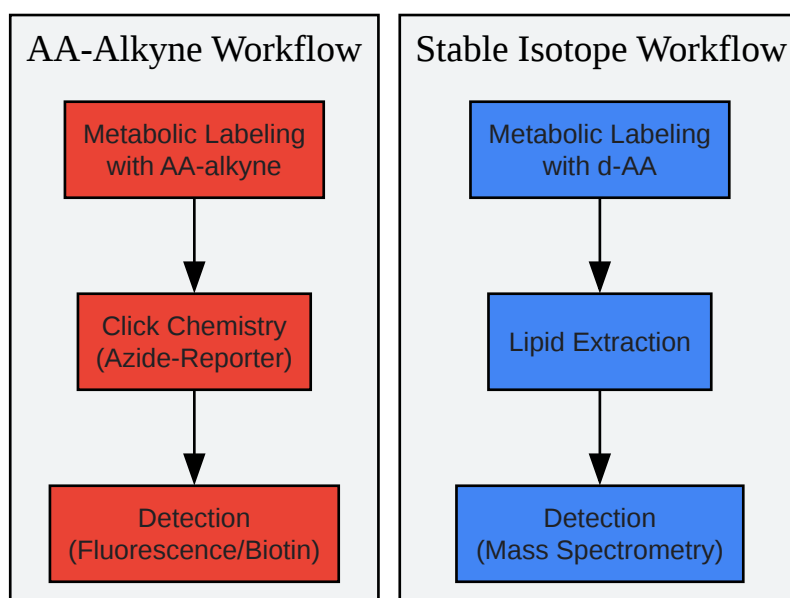 AA-Alkyne Workflow
Metabolic Labeling
with AA-alkyne
Click Chemistry
(Azide-Reporter)
Detection
(Fluorescence/Biotin)
Stable Isotope Workflow
Metabolic Labeling
with d-AA
Lipid Extraction
Detection
(Mass Spectrometry)